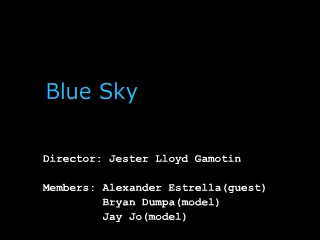 Blue Sky
Director: Jester Lloyd Gamotin
Members: Alexander Estrella(guest)
Bryan Dumpa(model)
Jay Jo(model)